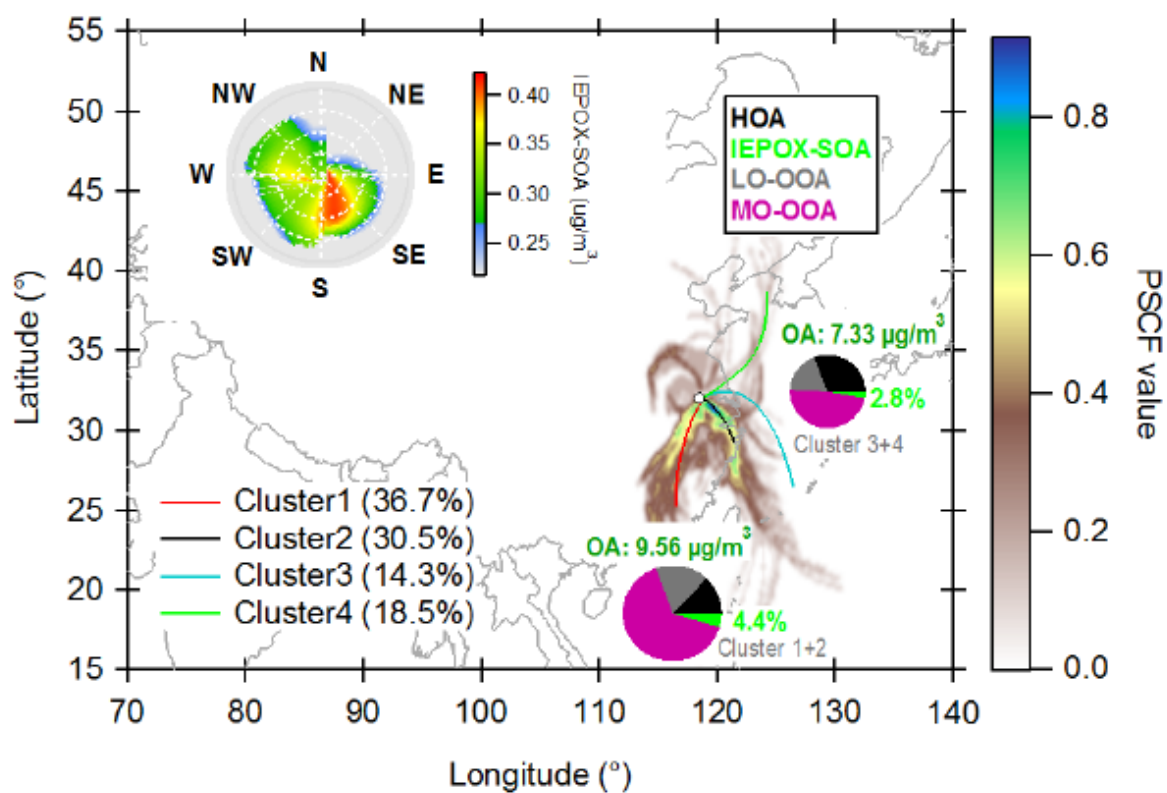 55
50
45
40
35
30
25
20
15
Latitude (°)
N
NE
E
SE
S
SW
W
NW
0.40
0.30
0.25
IEPOX-SOA (ug/m³)
HOA
IEPOX-SOA
LO-OOA
MO-OOA
OA: 7.33 µg/m³
2.8%
Cluster 3+4
OA: 9.56 µg/m³
4.4%
Cluster 1+2
Cluster1 (36.7%)
Cluster2 (30.5%)
Cluster3 (14.3%)
Cluster4 (18.5%)
70 80 90 100 110 120 130 140
Longitude (°)
0.8
0.6
0.4
0.2
0.0
PSCF value